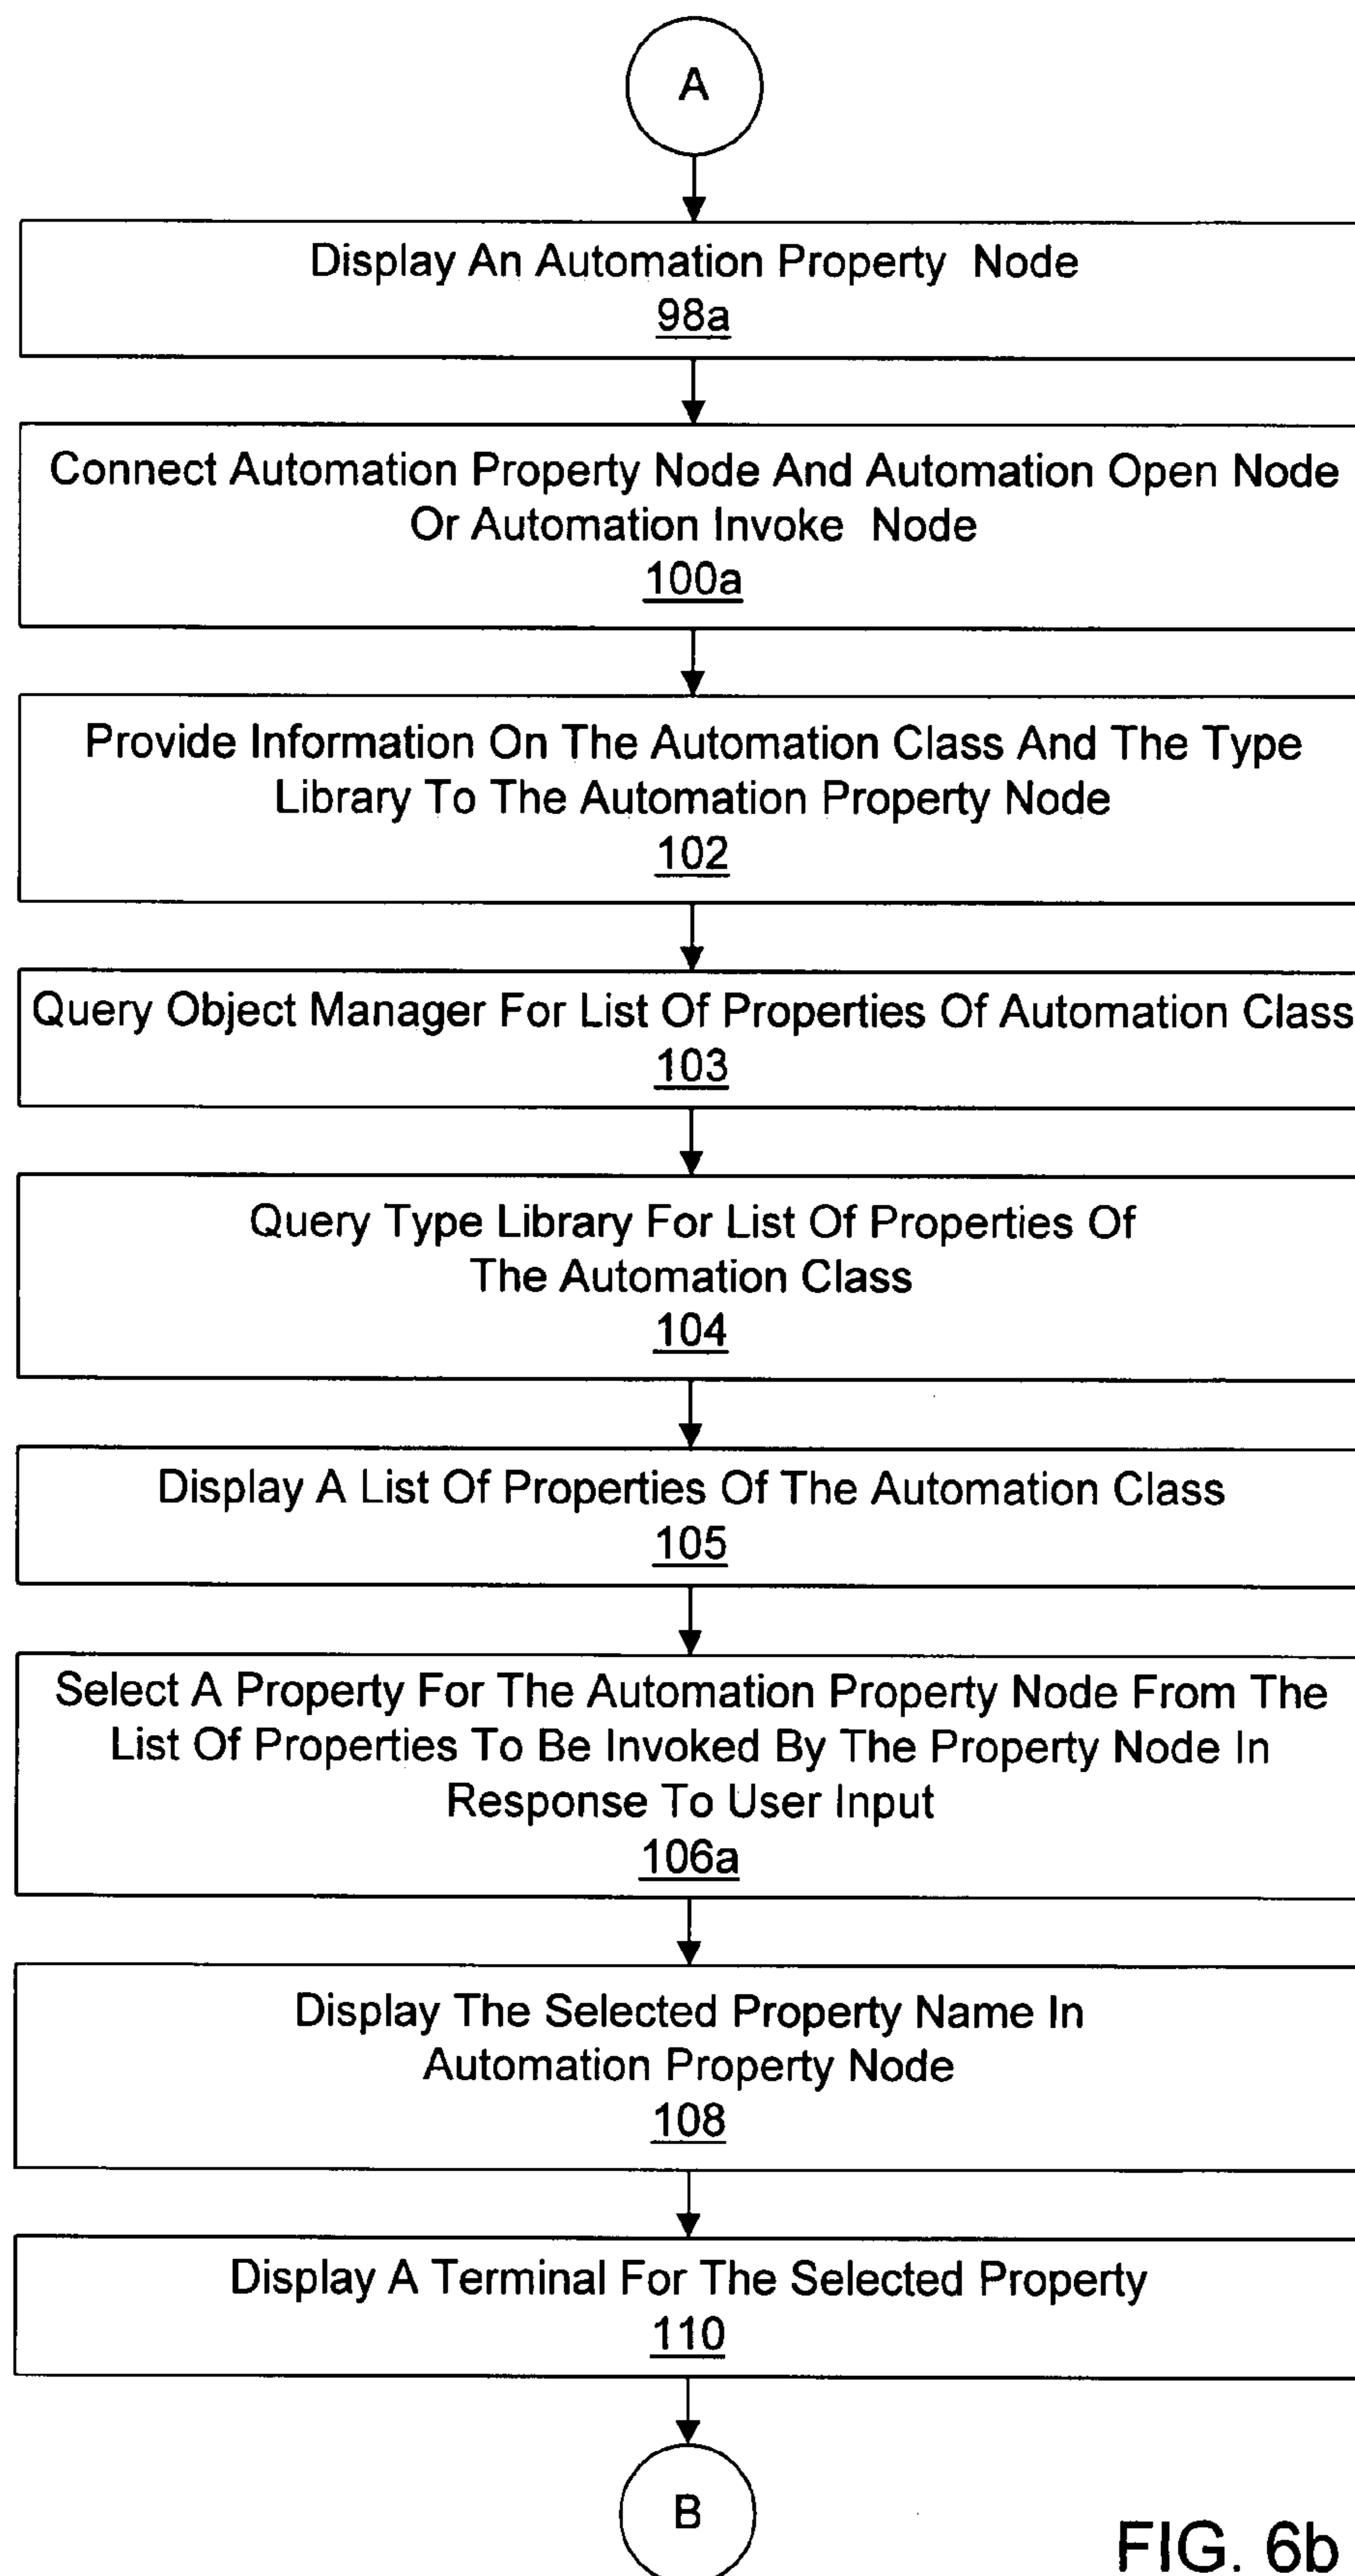 A
Display An Automation Property Node
98a
Connect Automation Property Node And Automation Open Node
Or Automation Invoke Node
100a
Provide Information On The Automation Class And The Type
Library To The Automation Property Node
102
Query Object Manager For List Of Properties Of Automation Class
103
Query Type Library For List Of Properties Of
The Automation Class
104
Display A List Of Properties Of The Automation Class
105
Select A Property For The Automation Property Node From The
List Of Properties To Be Invoked By The Property Node In
Response To User Input
106a
Display The Selected Property Name In
Automation Property Node
108
Display A Terminal For The Selected Property
110
B
FIG. 6b